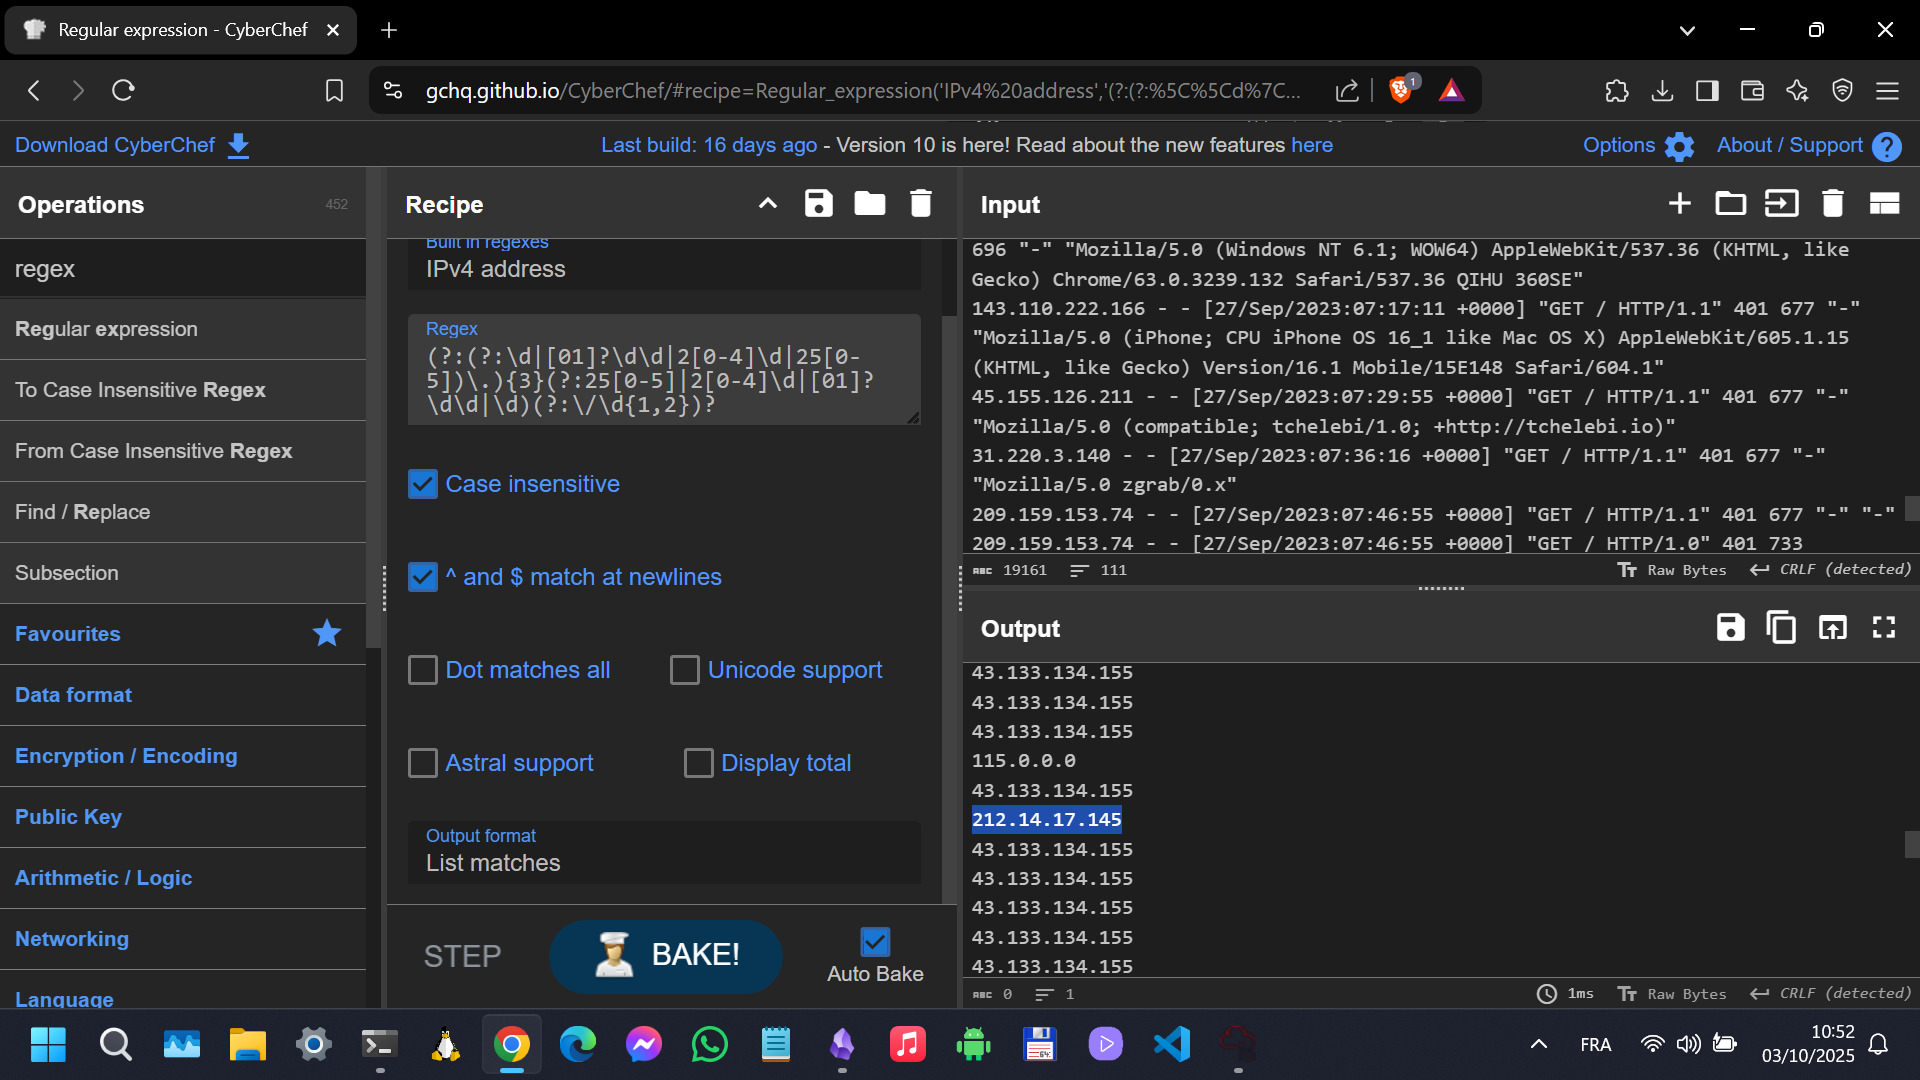 Regular expression - CyberChef
gchq.github.io/CyberChef/#recipe=Regular_expression('IPv4%20address','(?:(?:%5C%5Cd%7C...
1
Download CyberChef
Last build: 16 days ago - Version 10 is here! Read about the new features here
Options
About / Support
Operations
452
regex
Regular expression
To Case Insensitive Regex
From Case Insensitive Regex
Find / Replace
Subsection
Favourites
Data format
Encryption / Encoding
Public Key
Arithmetic / Logic
Networking
Language
Recipe
Built in regexes
IPv4 address
Regex
(?:(?:\d|[01]?\d\d|2[0-4]\d|25[0-
5])\.){3}(?:25[0-5]|2[0-4]\d|[01]?
\d\d|\d)(?:\/\d{1,2})?
Case insensitive
^ and $ match at newlines
Dot matches all
Unicode support
Astral support
Display total
Output format
List matches
STEP
BAKE!
Auto Bake
Input
696 "-" "Mozilla/5.0 (Windows NT 6.1; WOW64) AppleWebKit/537.36 (KHTML, like
Gecko) Chrome/63.0.3239.132 Safari/537.36 QIHU 360SE"
143.110.222.166 - - [27/Sep/2023:07:17:11 +0000] "GET / HTTP/1.1" 401 677 "-"
"Mozilla/5.0 (iPhone; CPU iPhone OS 16_1 like Mac OS X) AppleWebKit/605.1.15
(KHTML, like Gecko) Version/16.1 Mobile/15E148 Safari/604.1"
45.155.126.211 - - [27/Sep/2023:07:29:55 +0000] "GET / HTTP/1.1" 401 677 "-"
"Mozilla/5.0 (compatible; tchelebi/1.0; +http://tchelebi.io)"
31.220.3.140 - - [27/Sep/2023:07:36:16 +0000] "GET / HTTP/1.1" 401 677 "-"
"Mozilla/5.0 zgrab/0.x"
209.159.153.74 - - [27/Sep/2023:07:46:55 +0000] "GET / HTTP/1.1" 401 677 "-" "-"
209.159.153.74 - - [27/Sep/2023:07:46:55 +0000] "GET / HTTP/1.0" 401 733
ABC 19161 111
Tт Raw Bytes
CRLF (detected)
Output
43.133.134.155
43.133.134.155
43.133.134.155
115.0.0.0
43.133.134.155
212.14.17.145
43.133.134.155
43.133.134.155
43.133.134.155
43.133.134.155
43.133.134.155
ABC 0 1
1ms
Tт Raw Bytes
CRLF (detected)
64
FRA
10:52
03/10/2025